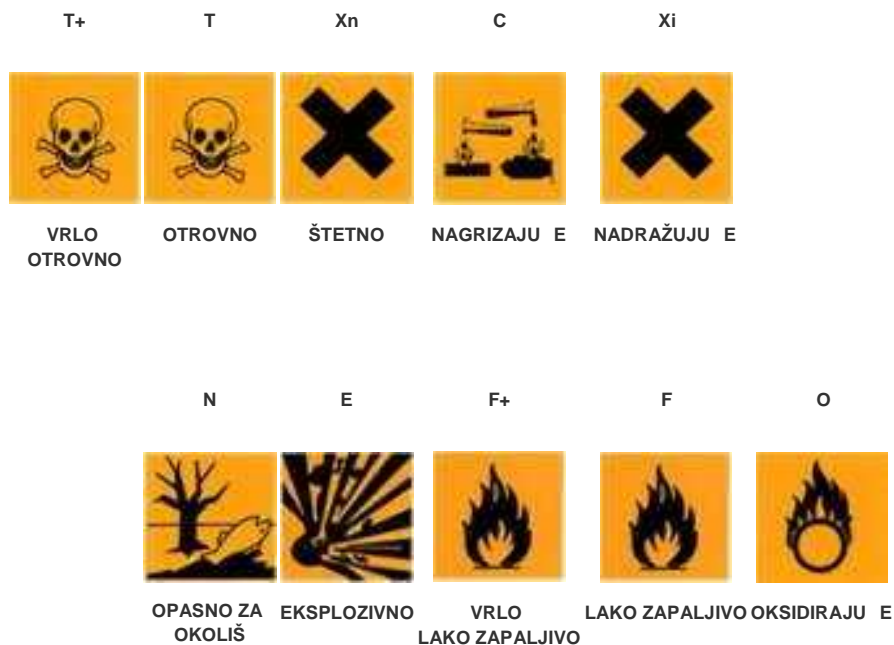 T+ T Xn C Xi
VRLO OTROVNO ŠTETNO NAGRIZAJU E NADRAŽUJU E
OTROVNO
N E F+ F O
OPASNO ZA EKSPLOZIVNO VRLO LAKO ZAPALJIVO OKSIDIRAJU E
OKOLIŠ LAKO ZAPALJIVO